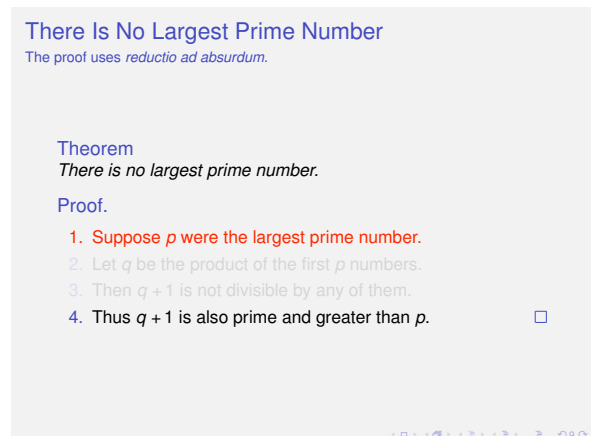 There Is No Largest Prime Number
The proof uses reductio ad absurdum.
Theorem
There is no largest prime number.
Proof.
1. Suppose p were the largest prime number.
2. Let q be the product of the first p numbers.
3. Then q + 1 is not divisible by any of them.
4. Thus q + 1 is also prime and greater than p. □